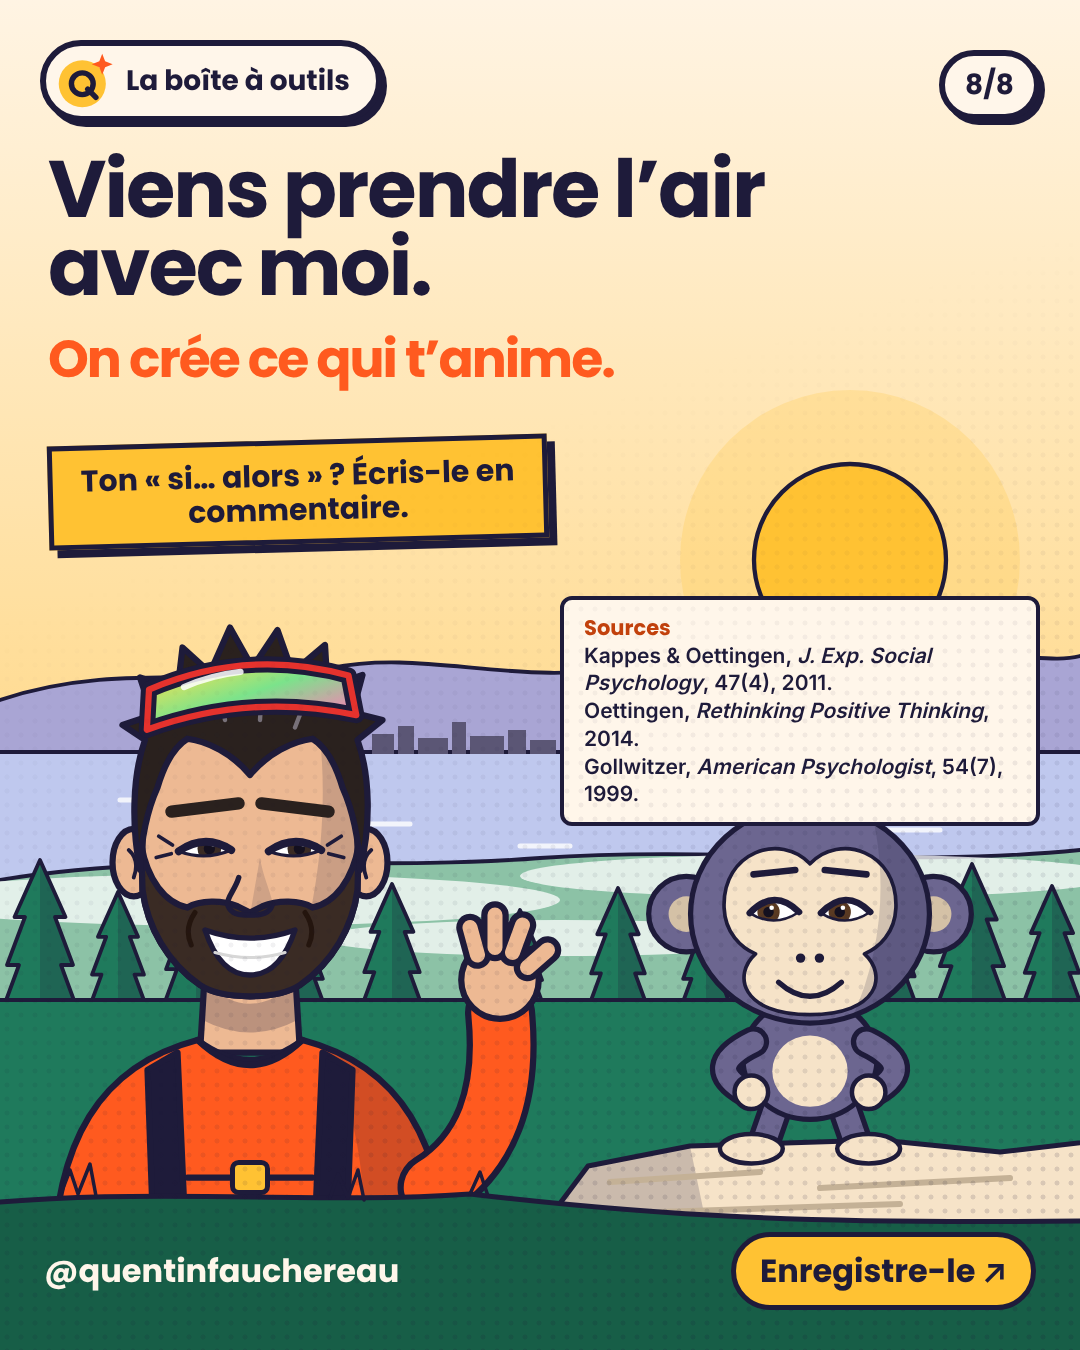 La boîte à outils
8/8
Viens prendre l’air
avec moi.
On crée ce qui t’anime.
Ton « si... alors » ? Écris-le en
commentaire.
Sources
Kappes & Oettingen, J. Exp. Social
Psychology, 47(4), 2011.
Oettingen, Rethinking Positive Thinking,
2014.
Gollwitzer, American Psychologist, 54(7),
1999.
@quentinfauchereau
Enregistre-le ↗